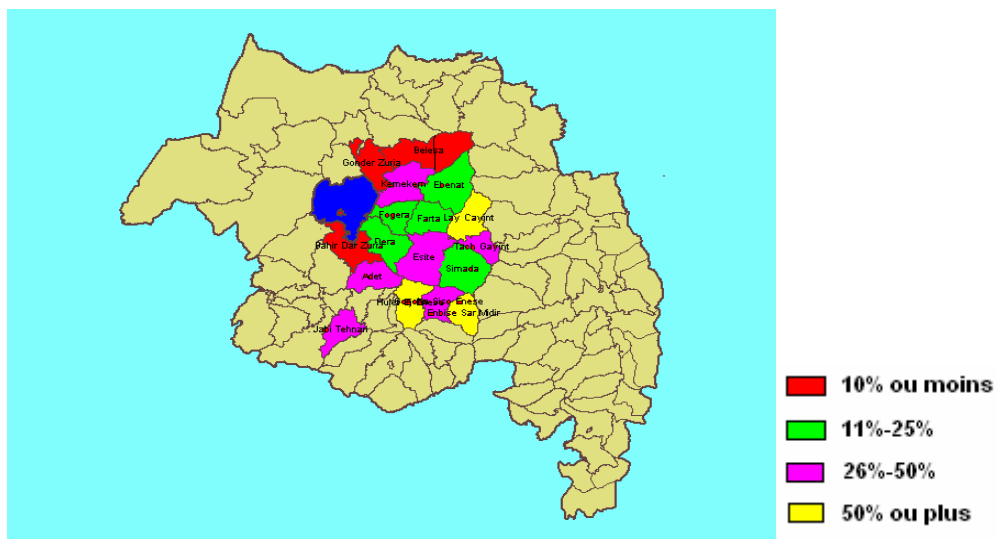 Belesa
Gonder Zuria
Kemekem
Ebenat
Fogera
Farta
Lay Gayint
Dera
Bahir Dar Zuria
Tach Gayint
Esite
Simada
Adet
Enese
Enbise Sar Midir
Jabi Tehnan
10% ou moins
11%-25%
26%-50%
50% ou plus